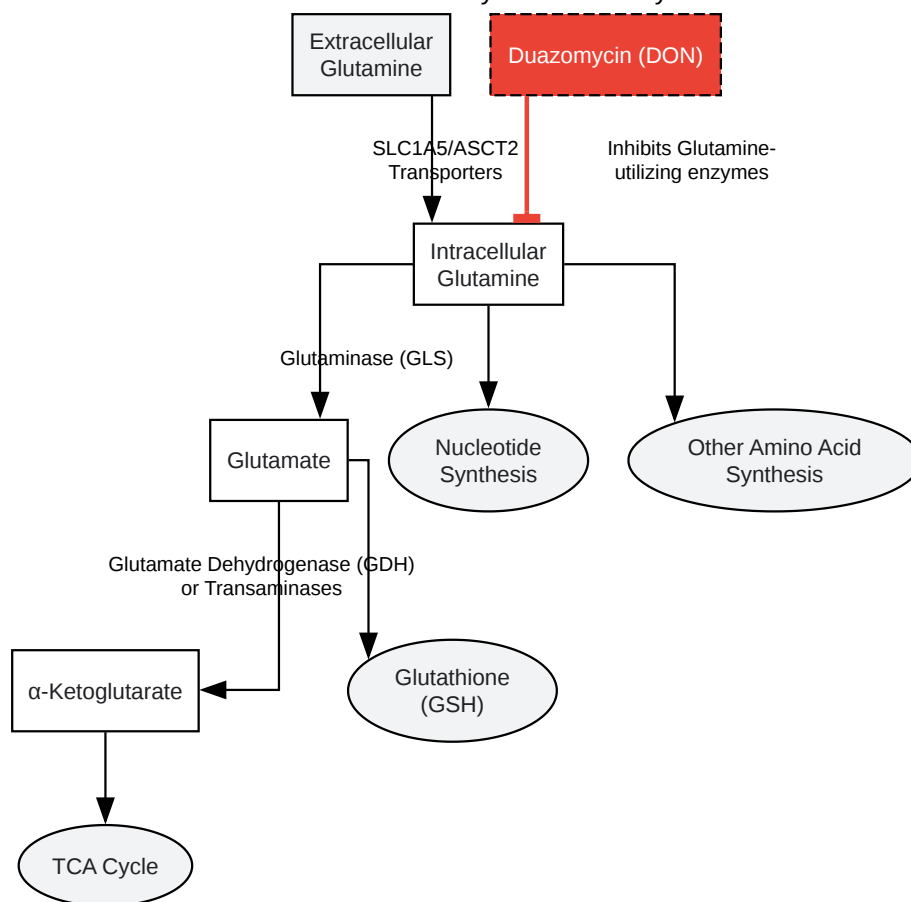 Extracellular
Glutamine
Duazomycin (DON)
SLC1A5/ASCT2
Transporters
Inhibits Glutamine-
utilizing enzymes
Intracellular
Glutamine
Glutaminase (GLS)
Glutamate
Nucleotide
Synthesis
Other Amino Acid
Synthesis
Glutamate Dehydrogenase (GDH)
or Transaminases
α-Ketoglutarate
Glutathione
(GSH)
TCA Cycle